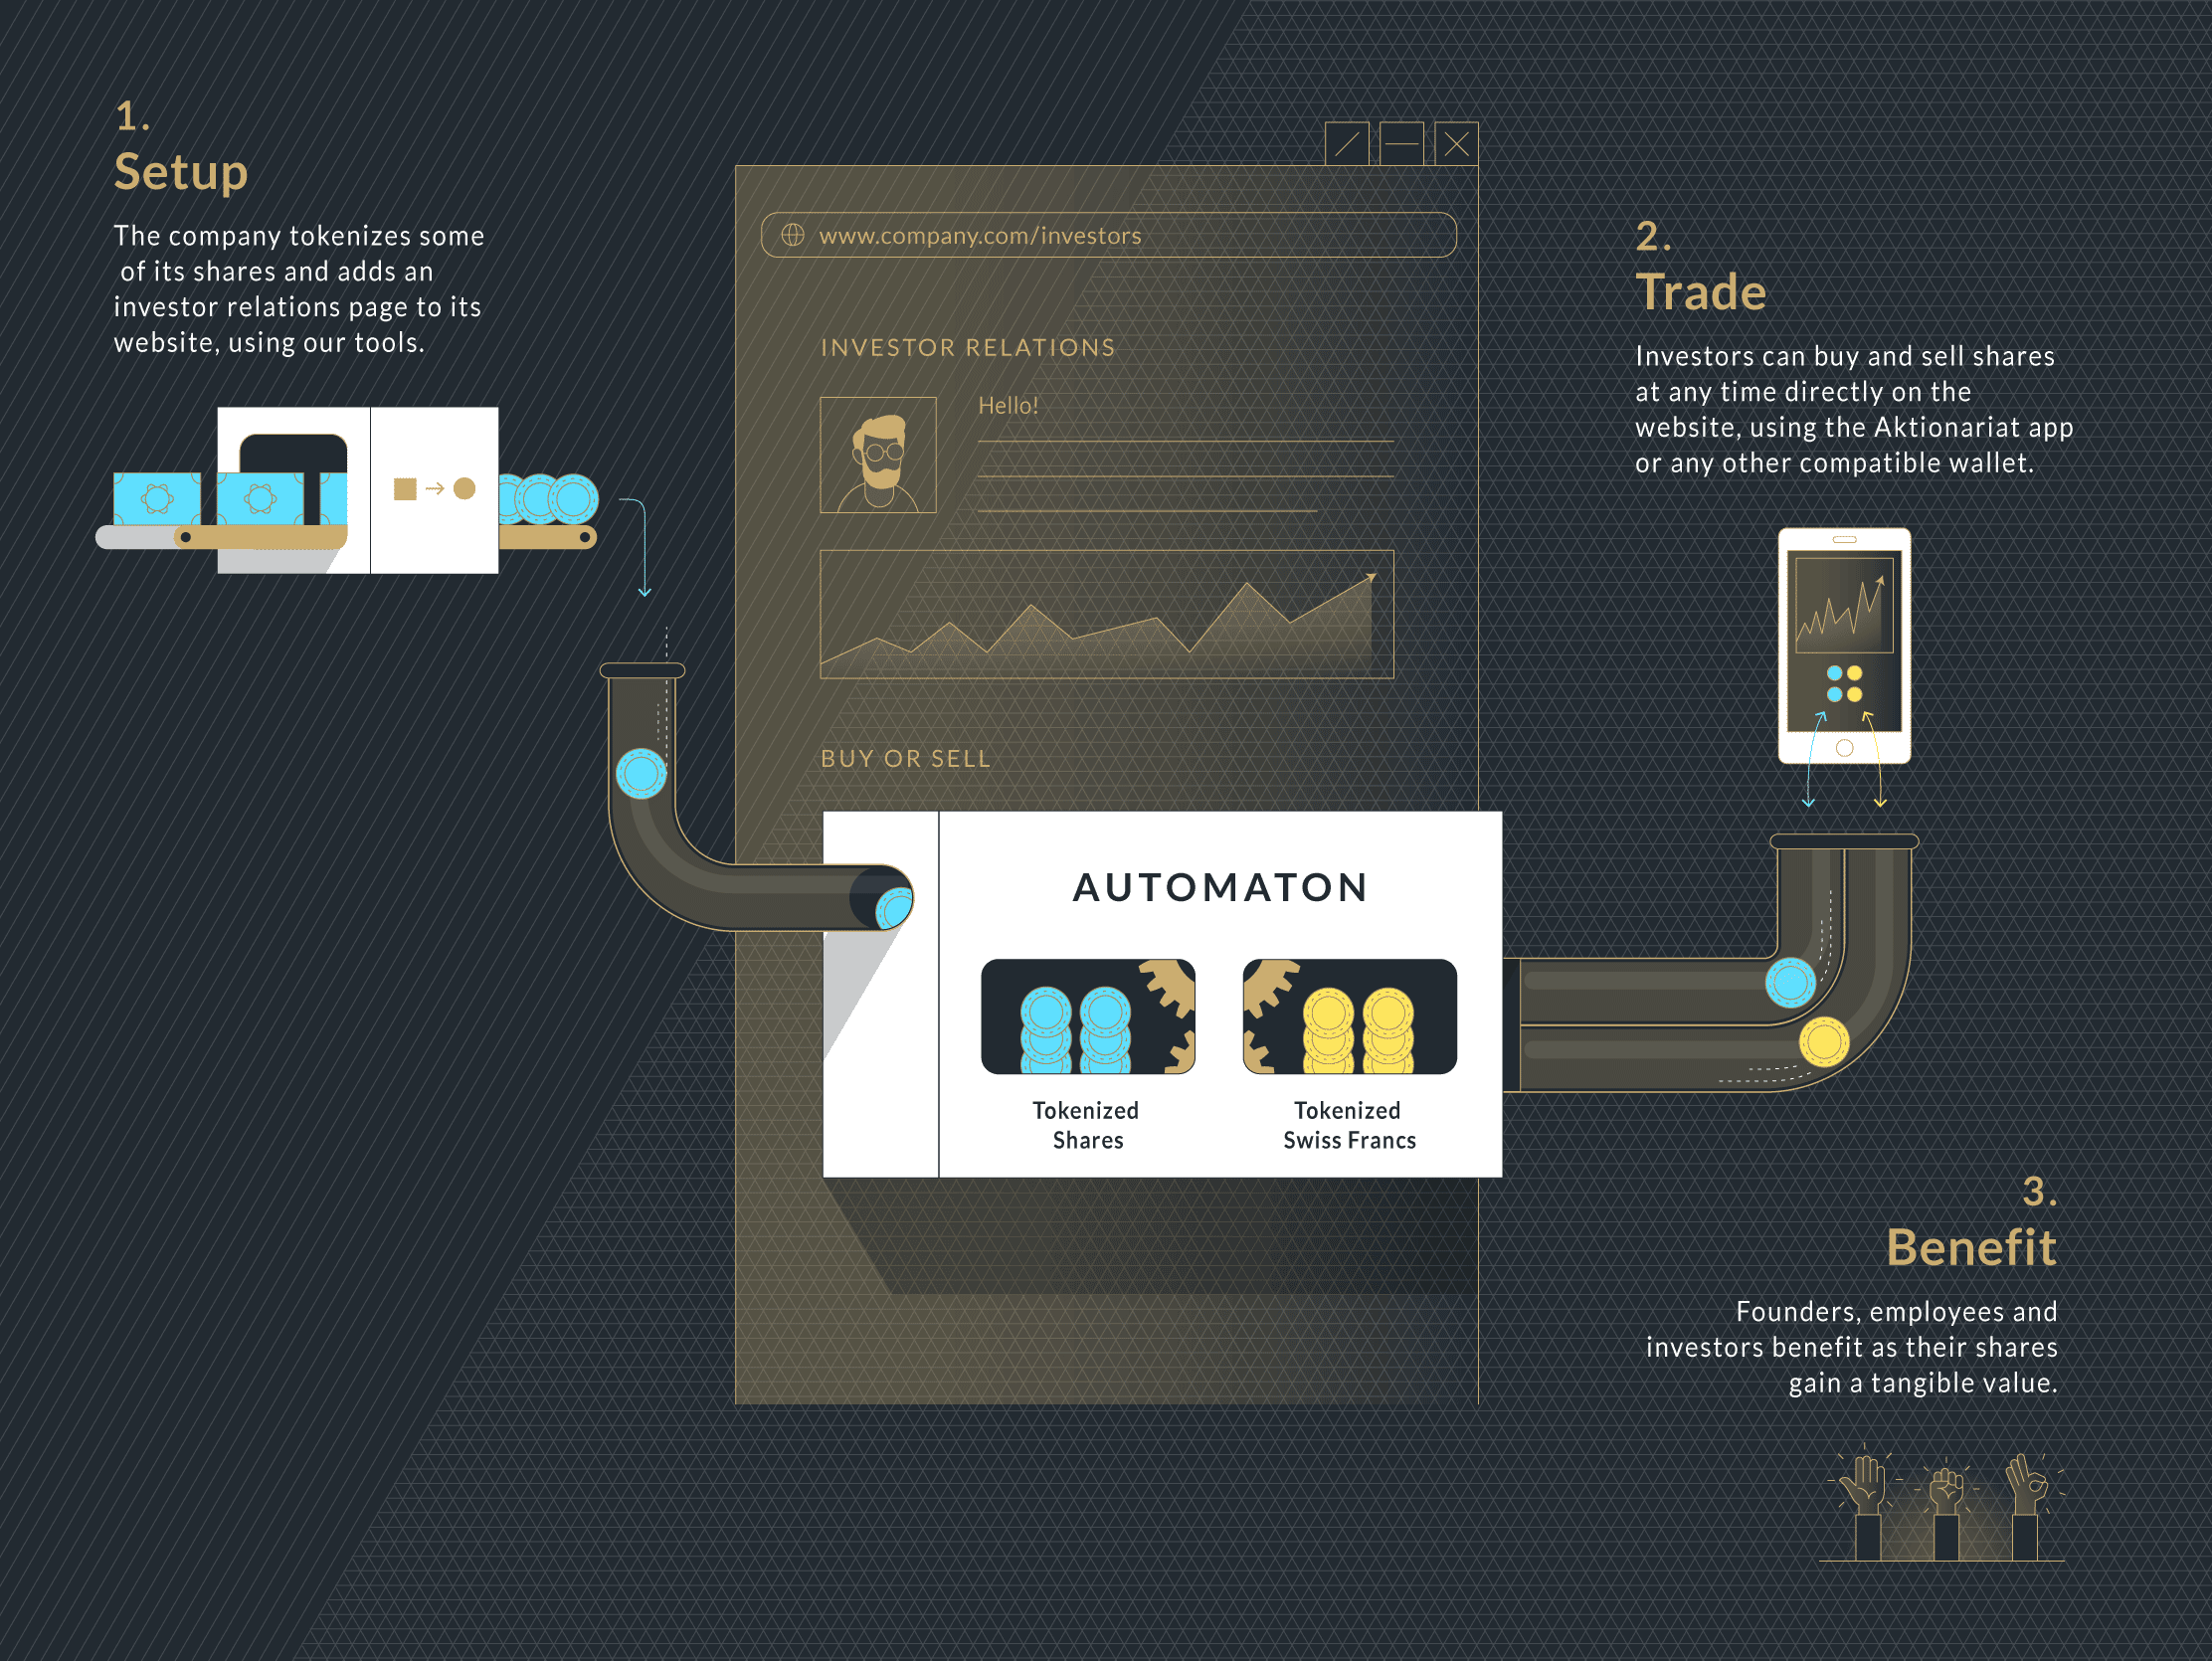 1.
Setup
The company tokenizes some
of its shares and adds an
investor relations page to its
website, using our tools.
www.company.com/investors
INVESTOR RELATIONS
Hello!
BUY OR SELL
AUTOMATON
Tokenized
Shares
Tokenized
Swiss Francs
2.
Trade
Investors can buy and sell shares
at any time directly on the
website, using the Aktionariat app
or any other compatible wallet.
3.
Benefit
Founders, employees and
investors benefit as their shares
gain a tangible value.